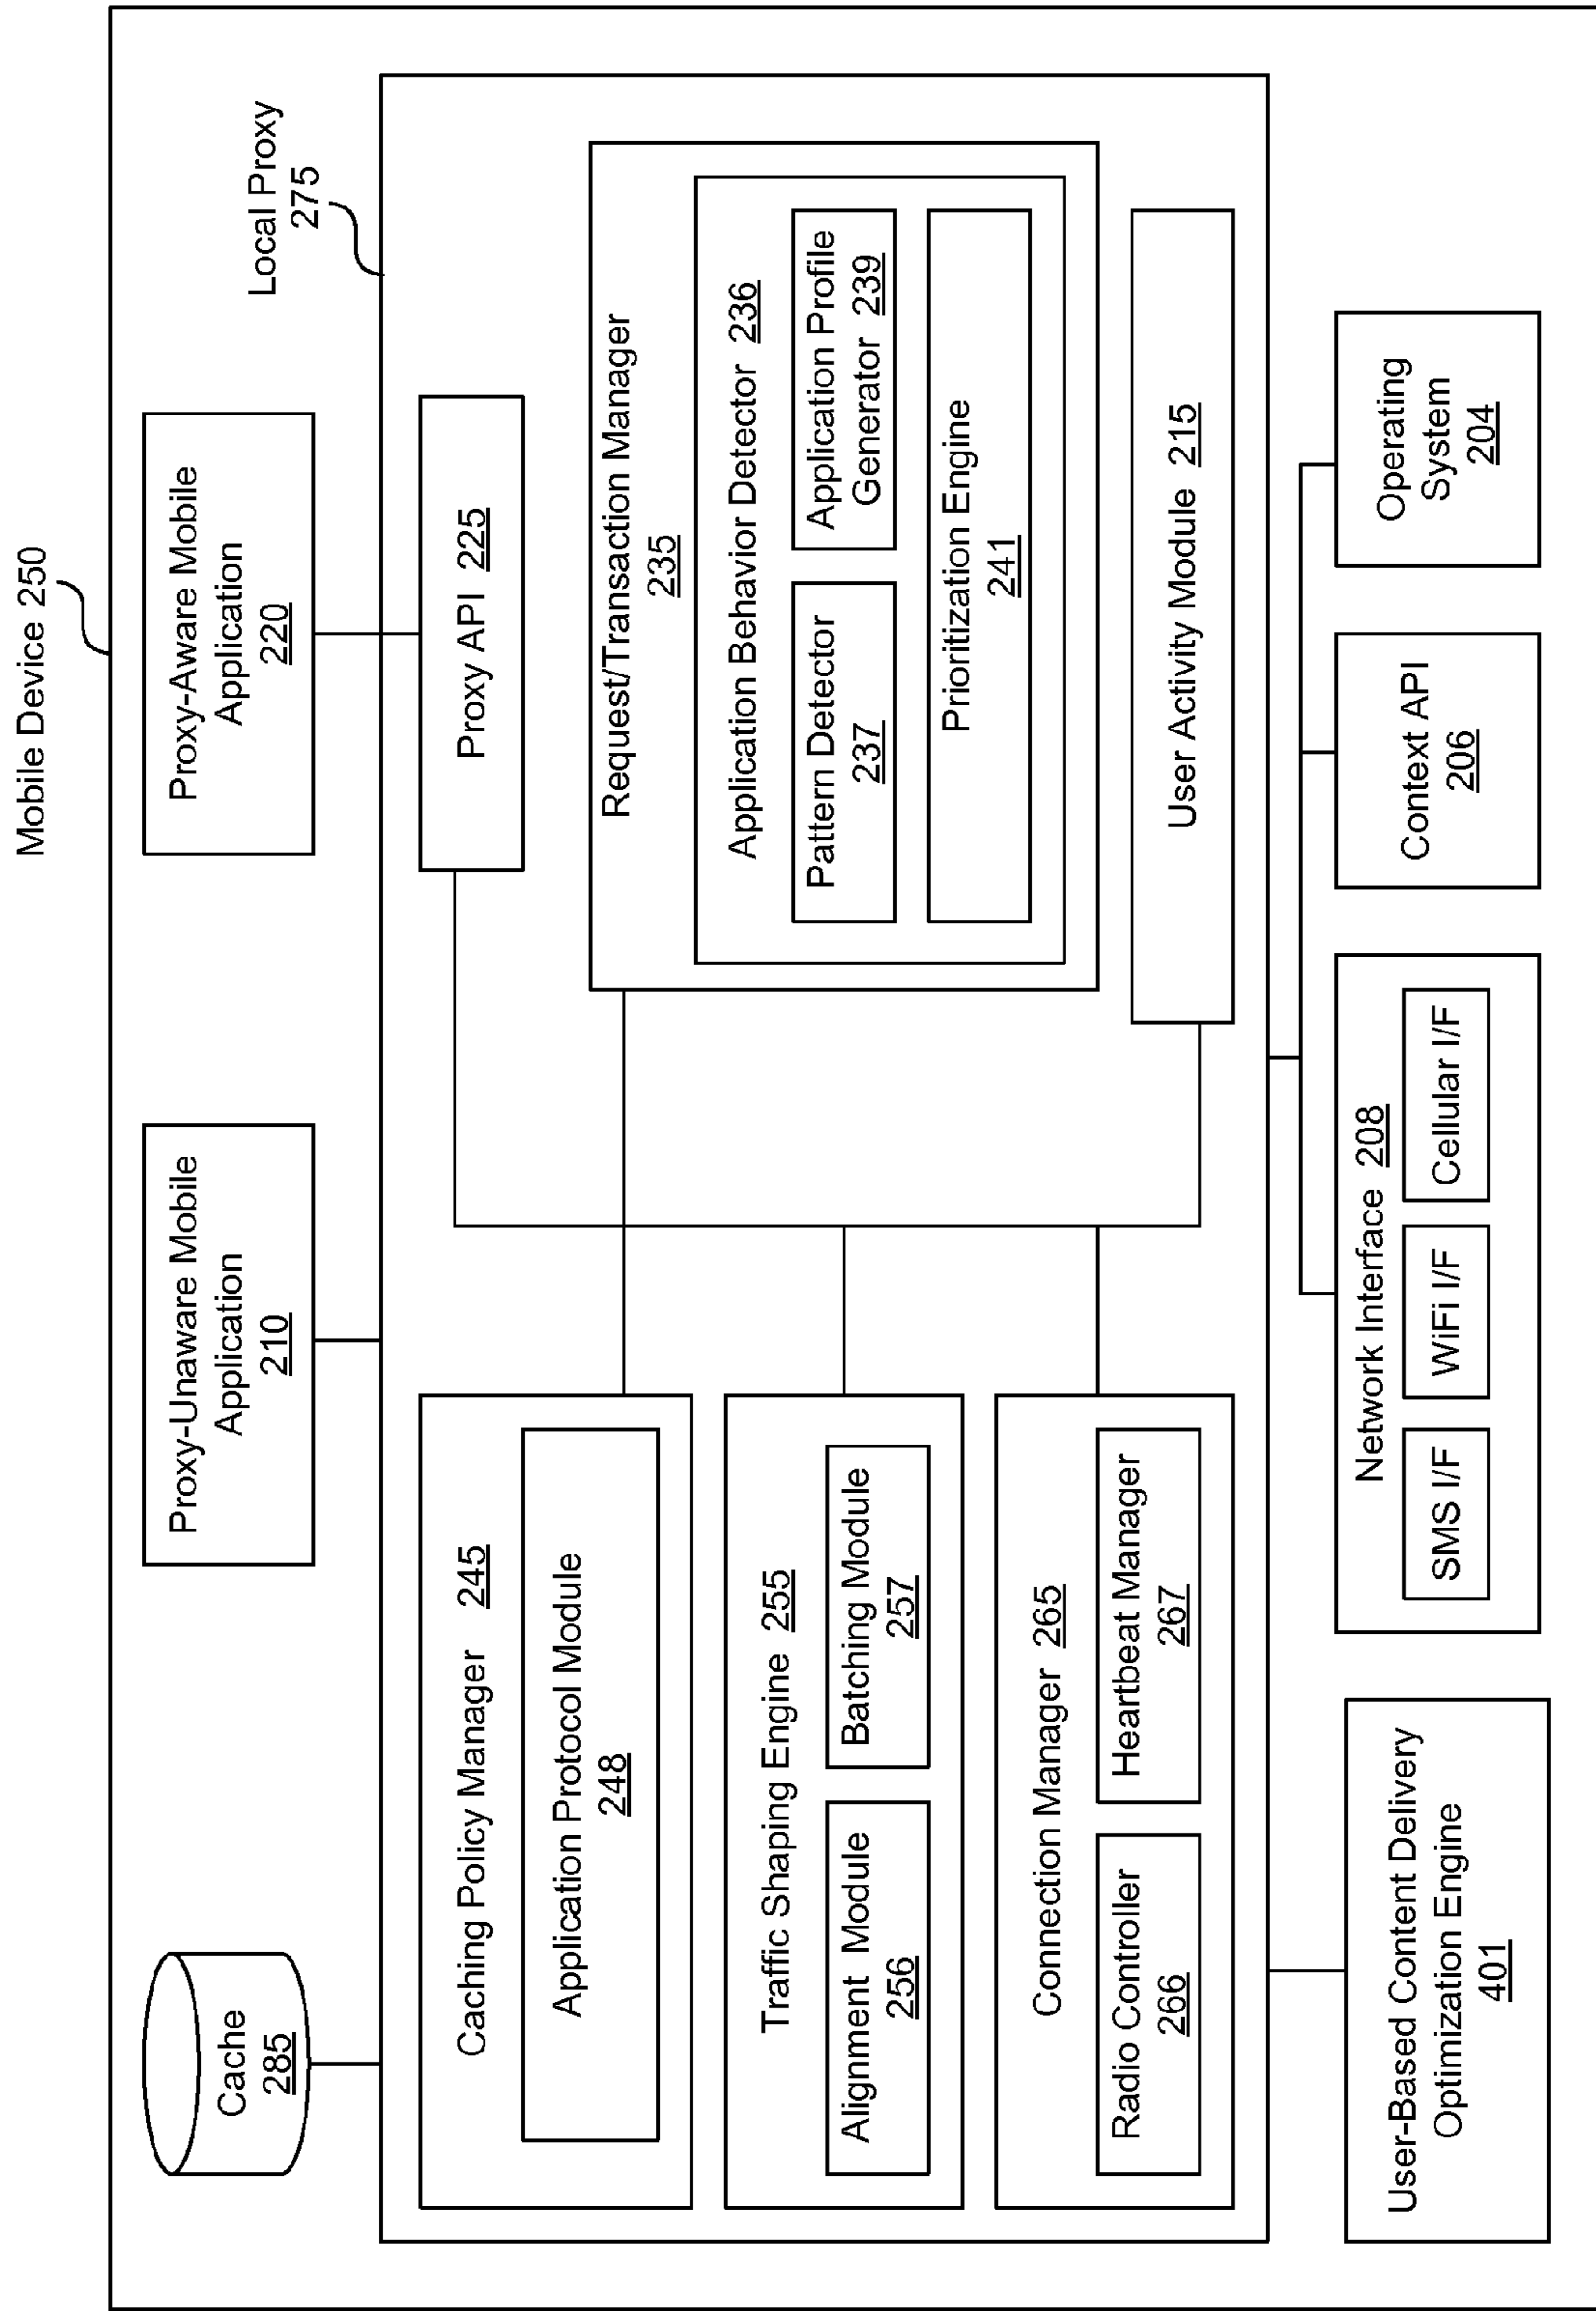 Mobile Device 250
Cache
285
Proxy-Unaware Mobile
Application
210
Proxy-Aware Mobile
Application
220
Local Proxy
275
Caching Policy Manager 245
Application Protocol Module
248
Traffic Shaping Engine 255
Alignment Module
256
Batching Module
257
Connection Manager 265
Radio Controller
266
Heartbeat Manager
267
Proxy API 225
Request/Transaction Manager
235
Application Behavior Detector 236
Pattern Detector
237
Application Profile
Generator 239
Prioritization Engine
241
User Activity Module 215
User-Based Content Delivery
Optimization Engine
401
Network Interface 208
SMS I/F
WiFi I/F
Cellular I/F
Context API
206
Operating
System
204